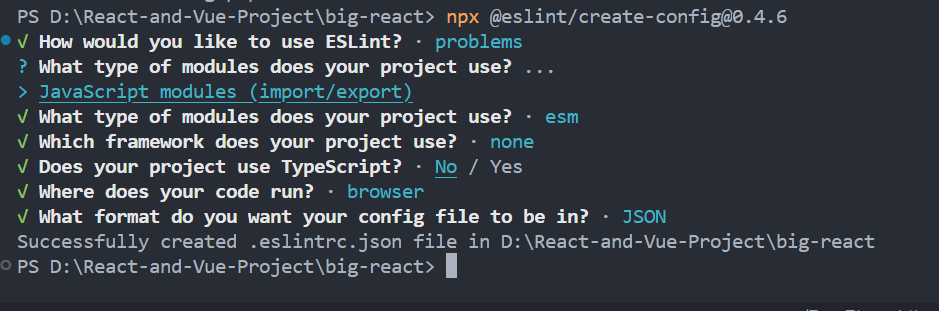 PS D:\React-and-Vue-Project\big-react> npx @eslint/create-config@0.4.6
√ How would you like to use ESLint? · problems
? What type of modules does your project use? ...
> JavaScript modules (import/export)
√ What type of modules does your project use? · esm
√ Which framework does your project use? · none
√ Does your project use TypeScript? · No / Yes
√ Where does your code run? · browser
√ What format do you want your config file to be in? · JSON
Successfully created .eslintrc.json file in D:\React-and-Vue-Project\big-react
PS D:\React-and-Vue-Project\big-react>